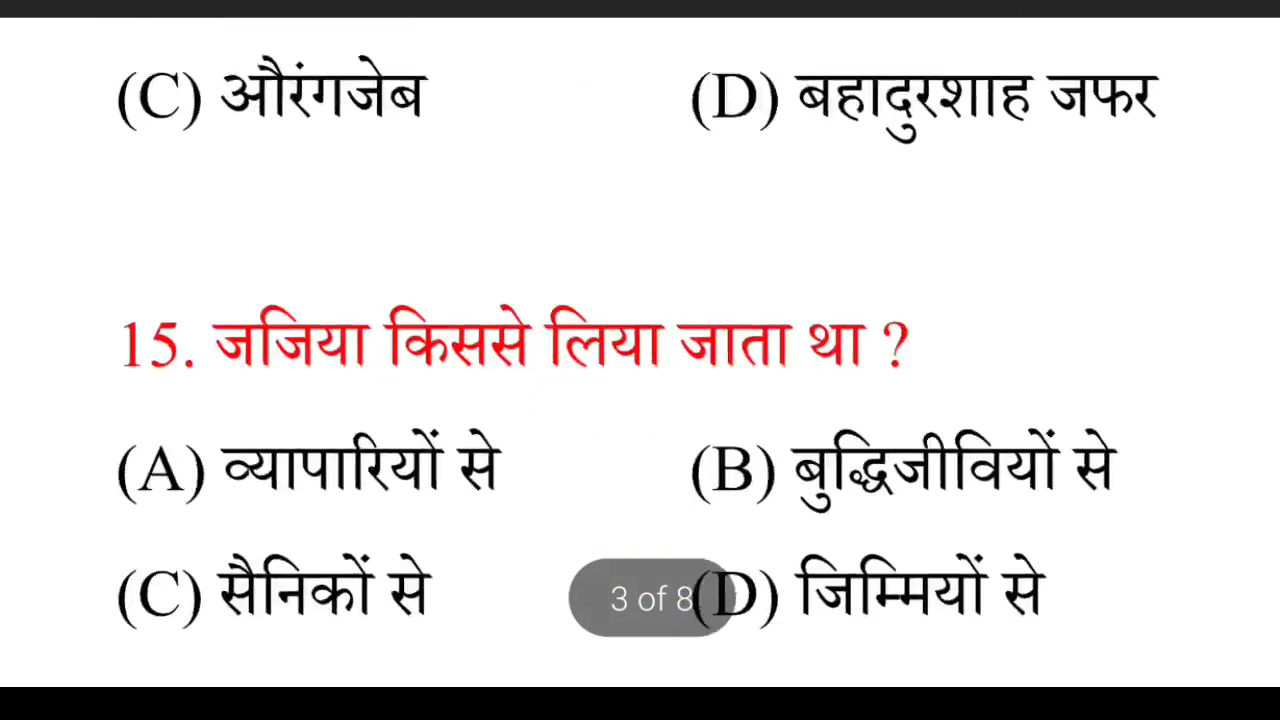 (C) औरंगजेब (D) बहादुरशाह जफर
15. जजिया किससे लिया जाता था ?
(A) व्यापारियों से (B) बुद्धिजीवियों से
(C) सैनिकों से (D) जिम्मियों से
3 of 8